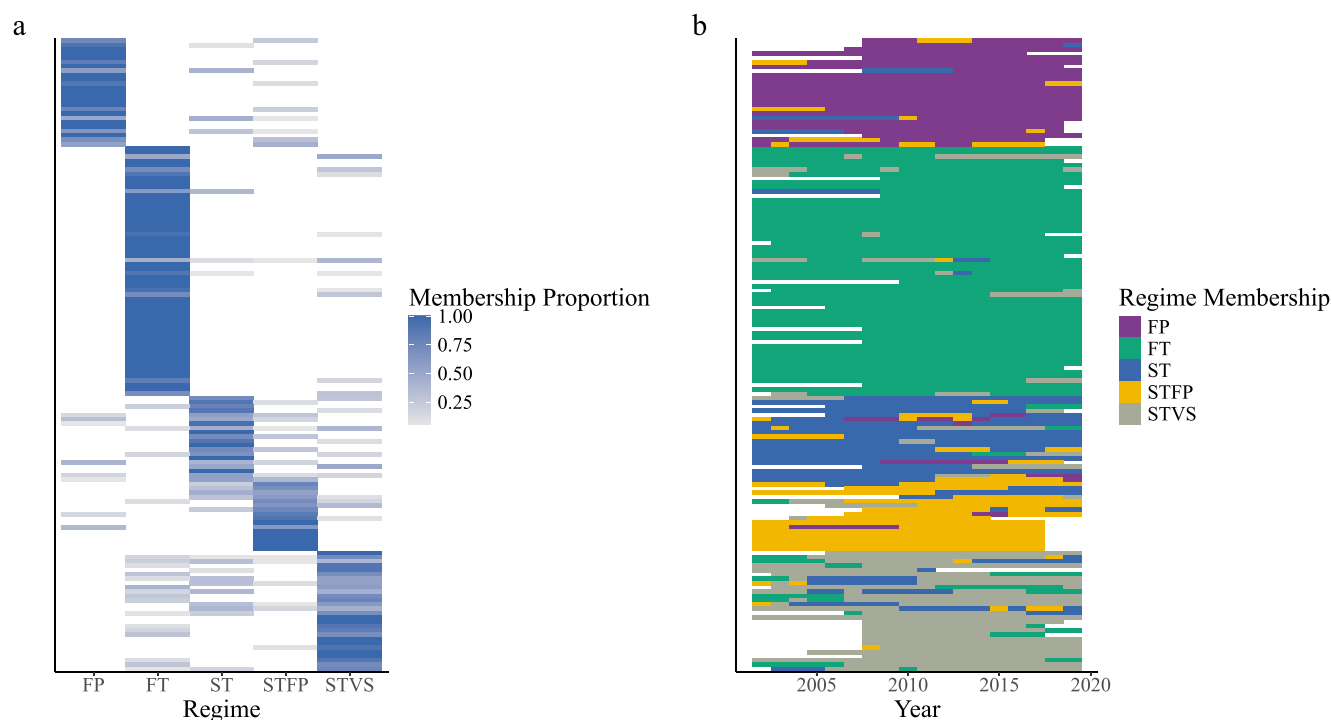 a
Membership Proportion
1.00
0.75
0.50
0.25
FP FT ST STFP STVS
Regime
b
Regime Membership
FP
FT
ST
STFP
STVS
2005 2010 2015 2020
Year